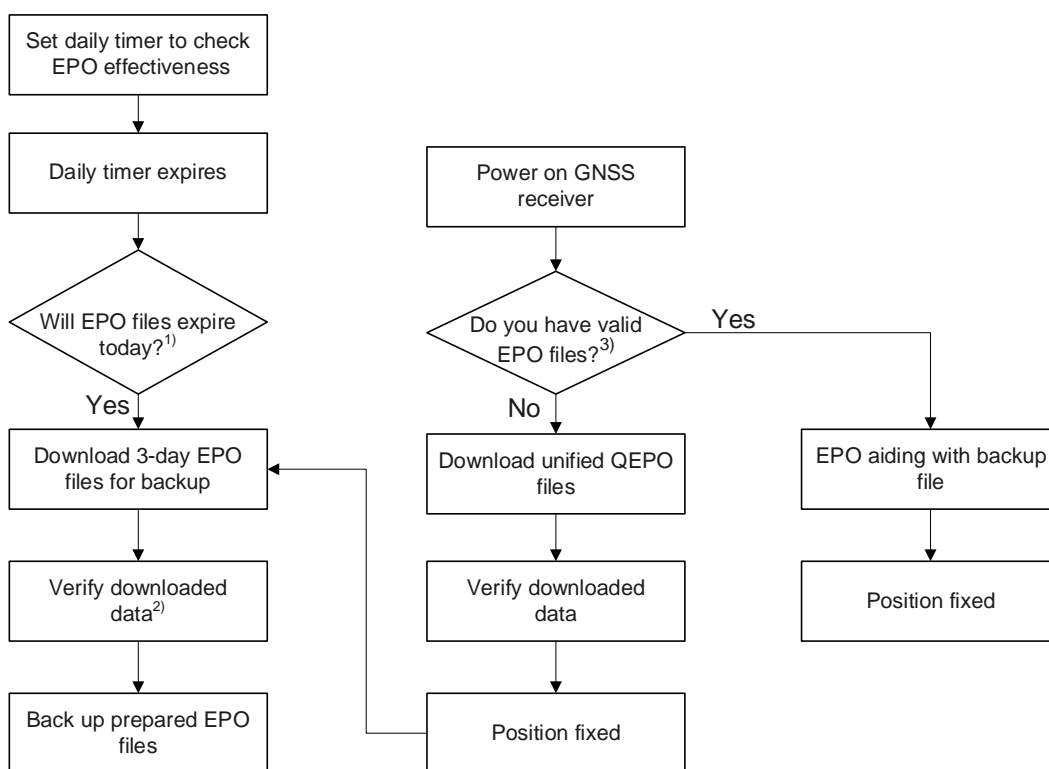 Set daily timer to check
EPO effectiveness
Daily timer expires
Will EPO files expire
today?1)
Yes
Download 3-day EPO
files for backup
Verify downloaded
data2)
Back up prepared EPO
files
Power on GNSS
receiver
Do you have valid
EPO files?3)
Yes
No
Download unified QEPO
files
Verify downloaded
data
Position fixed
EPO aiding with backup
file
Position fixed